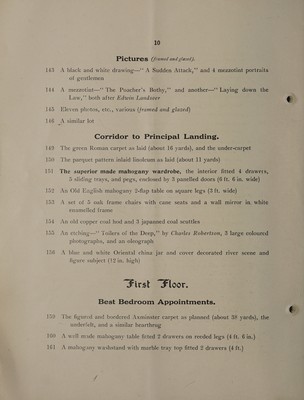 10
Pictures (framed and glazed).
143 A black and white drawing—" A Sudden Attack," and 4 mezzotint portraits
of gentlemen
144 A mezzotint—" The Poacher's Bothy," and another—" Laying down the
Law," both after Edwin Landseer
145 Eleven photos, etc., various (framed and glazed)
146 A similar lot
Corridor to Principal Landing.
149 The green Roman carpet as laid (about 16 yards), and the under-carpet
150 The parquet pattern inlaid linoleum as laid (about 11 yards)
151 The superior made mahogany wardrobe, the interior fitted 4 drawers,
3 sliding trays, and pegs, enclosed by 3 panelled doors (6 ft. 6 in. wide)
152 An Old English mahogany 2-flap table on square legs (3 ft. wide)
153 A set of 5 oak frame chairs with cane seats and a wall mirror in white
enamelled frame
154 An old copper coal hod and 3 japanned coal scuttles
155 An etching—" Toilers of the Deep," by Charles Robertson, 3 large coloured
photographs, and an oleograph
156 A blue and white Oriental china jar and cover decorated river scene and
figure subject (12 in. high)
First Floor.
Best Bedroom Appointments.
159 The figured and bordered Axminster carpet as planned (about 30 yards), the
underfelt, and a similar hearthrug
160 A well made mahogany table fitted 2 drawers on reeded legs (4 ft. 6 in.)
161 A mahogany washstand with marble tray top fitted 2 drawers (4 ft.)